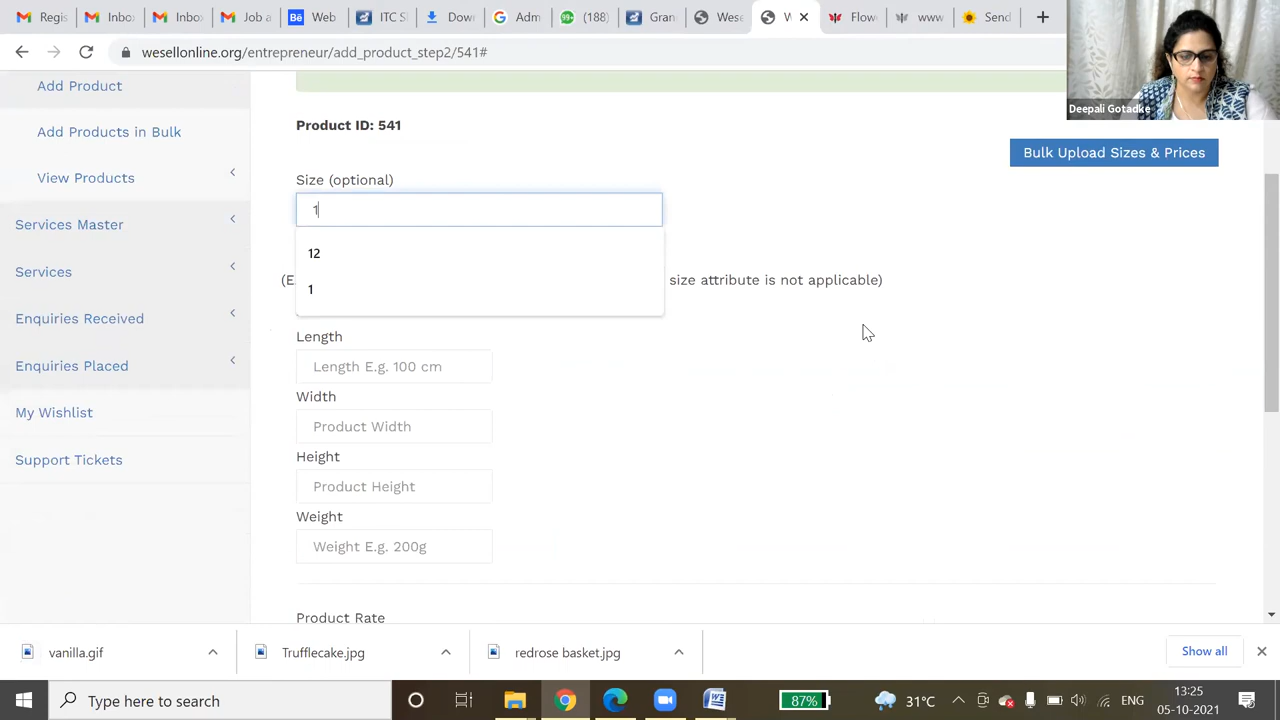 Regis
Inbox
Inbox
Job a
Web
ITC S
Dow
Adm
(188)
Gran
Wese
W
Flow
www
Send
wesellonline.org/entrepreneur/add_product_step2/541#
Deepali Gotadke
Add Product
Product ID: 541
Add Products in Bulk
Bulk Upload Sizes & Prices
View Products
Size (optional)
1
Services Master
12
Services
(E
size attribute is not applicable)
1
Enquiries Received
Length
Length E.g. 100 cm
Enquiries Placed
Width
My Wishlist
Product Width
Support Tickets
Height
Product Height
Weight
Weight E.g. 200g
Product Rate
vanilla.gif
Trufflecake.jpg
redrose basket.jpg
Show all
Type here to search
87%
31°C
ENG
13:25
05-10-2021
5